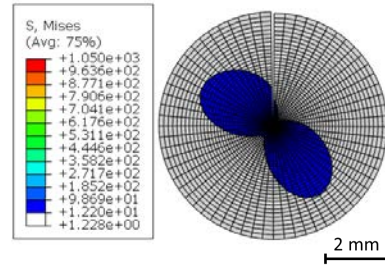 S, Mises
(Avg: 75%)
+1.050e+03
+9.636e+02
+8.771e+02
+7.906e+02
+7.041e+02
+6.176e+02
+5.311e+02
+4.446e+02
+3.582e+02
+2.717e+02
+1.852e+02
+9.869e+01
+1.220e+01
+1.228e+00
2 mm